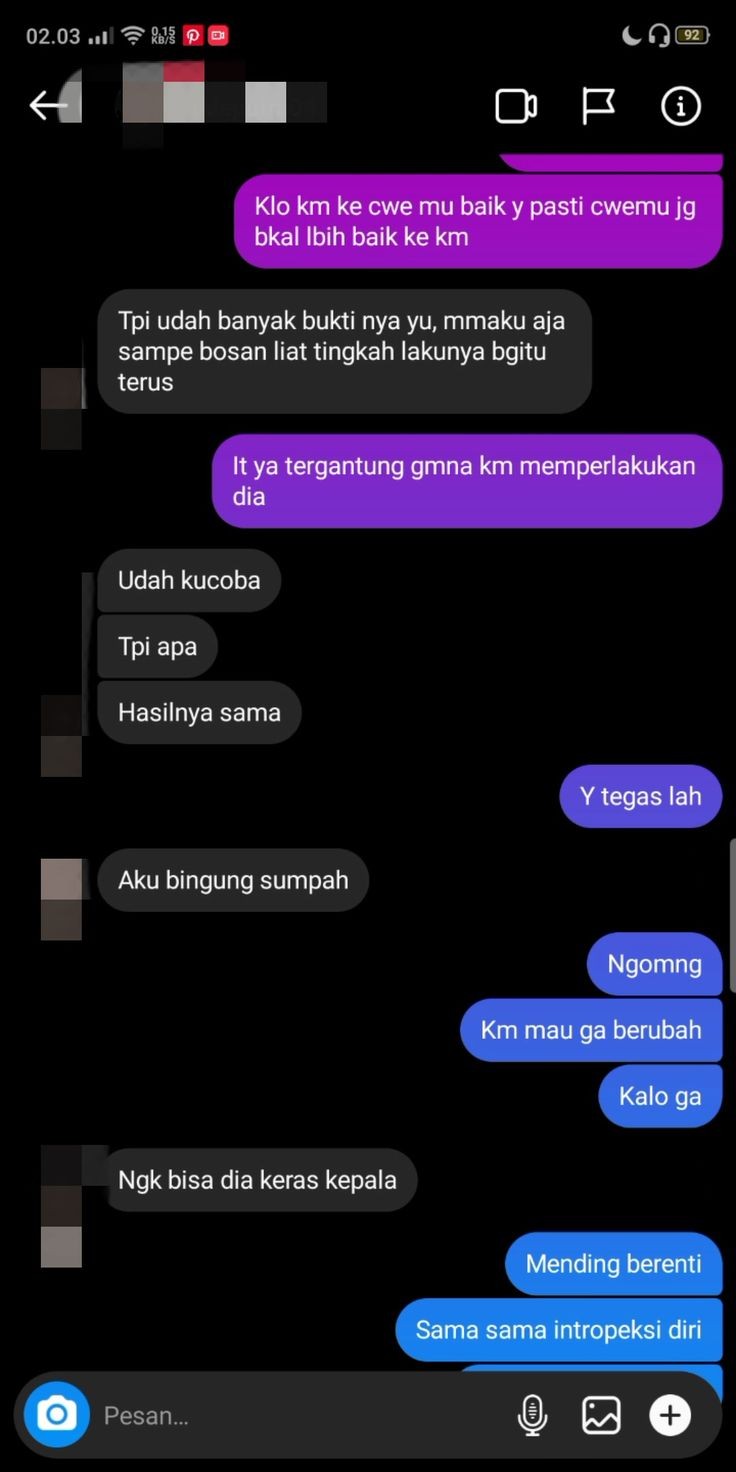 02.03
0,15
KB/S
92
Klo km ke cwe mu baik y pasti cwemu jg
bkal lbih baik ke km
Tpi udah banyak bukti nya yu, mmaku aja
sampe bosan liat tingkah lakunya bgitu
terus
It ya tergantung gmna km memperlakukan
dia
Udah kucoba
Tpi apa
Hasilnya sama
Y tegas lah
Aku bingung sumpah
Ngomng
Km mau ga berubah
Kalo ga
Ngk bisa dia keras kepala
Mending berenti
Sama sama intropeksi diri
Pesan...